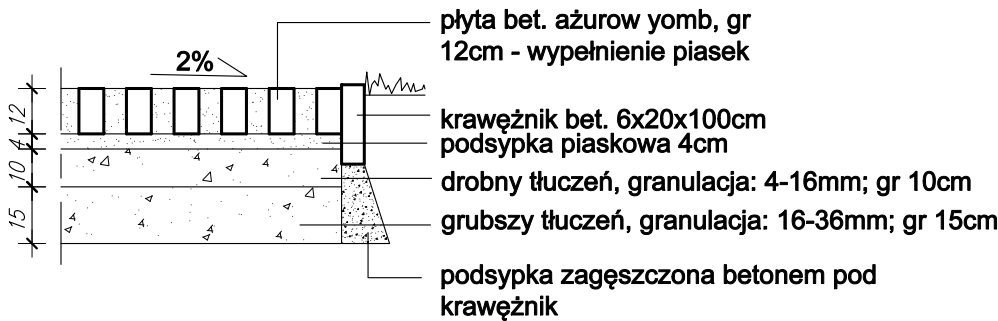 płyta bet. ażurow yomb, gr
12cm - wypełnienie piasek
2%
krawężnik bet. 6x20x100cm
podsypka piaskowa 4cm
drobny tłuczeń, granulacja: 4-16mm; gr 10cm
grubszy tłuczeń, granulacja: 16-36mm; gr 15cm
podsypka zagęszczona betonem pod
krawężnik
12
4
10
15